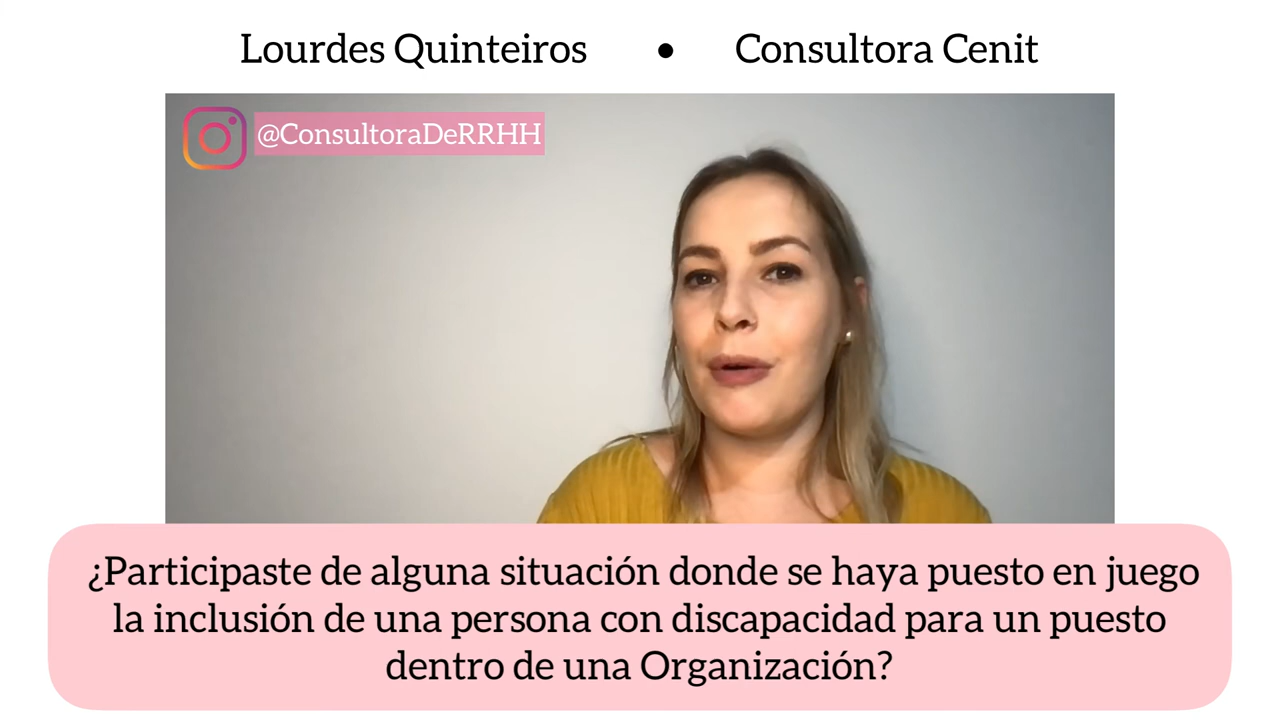 Lourdes Quinteiros • Consultora Cenit
@ConsultoraDeRRHH
¿Participaste de alguna situación donde se haya puesto en juego
la inclusión de una persona con discapacidad para un puesto
dentro de una Organización?